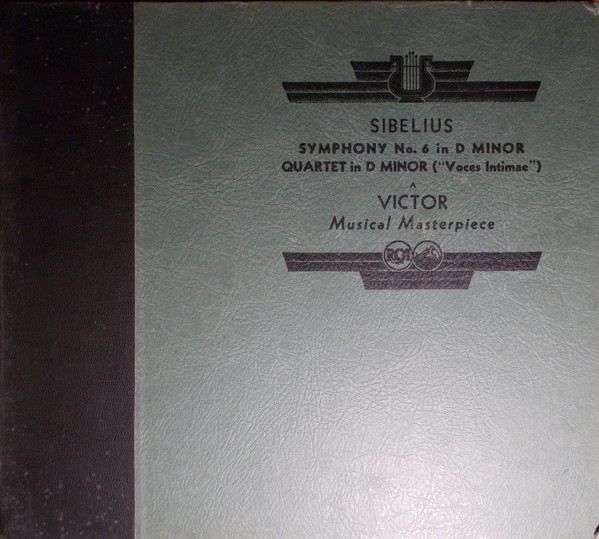 SIBELIUS
SYMPHONY No. 6 in D MINOR
QUARTET in D MINOR ("Voces Intimae")
A
VICTOR
Musical Masterpiece
RCA